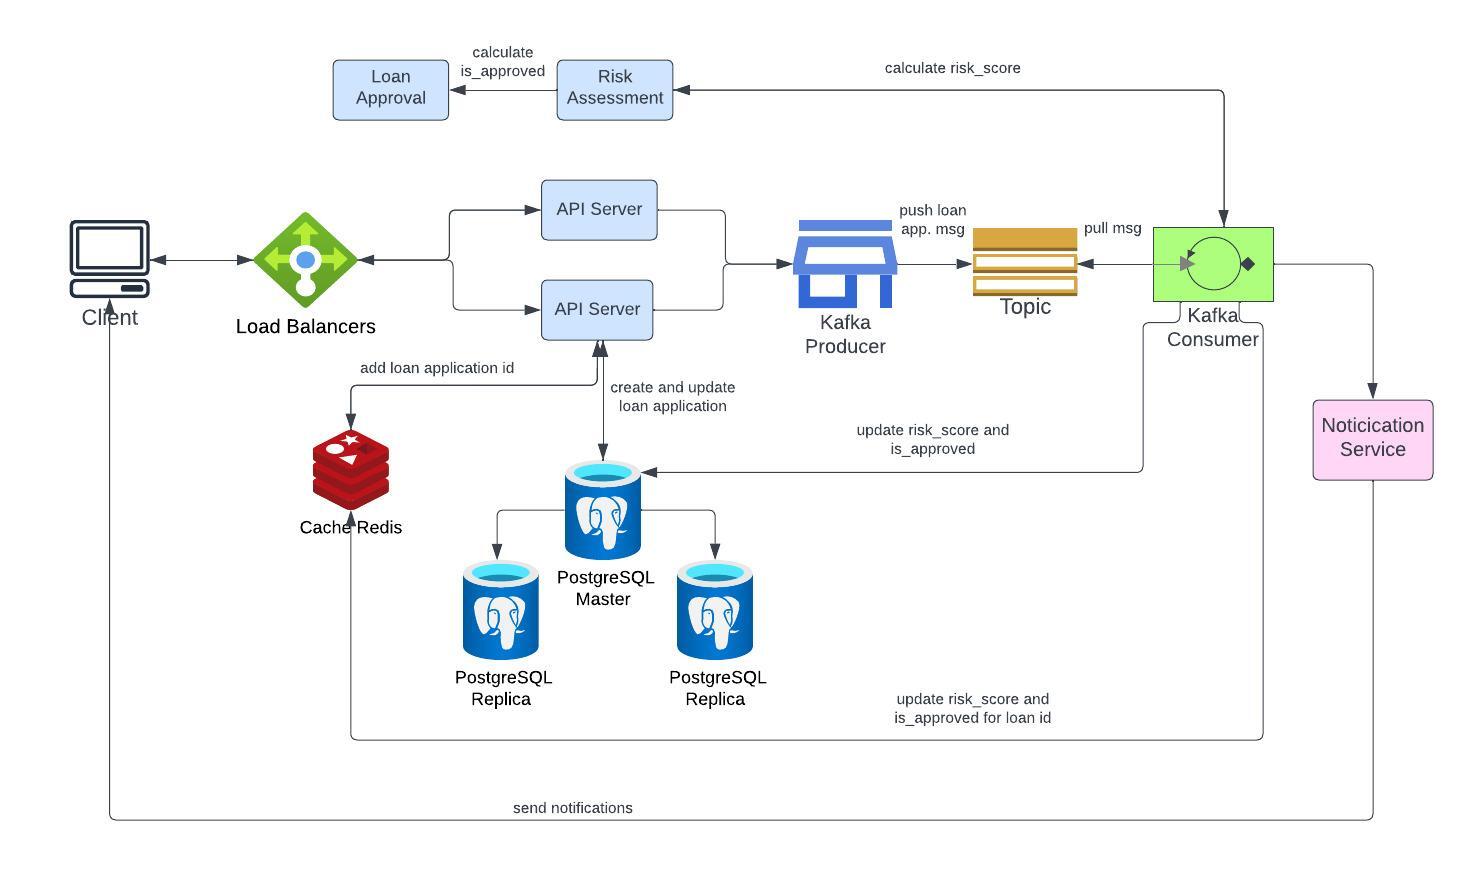 calculate
is_approved
calculate risk_score
Loan
Approval
Risk
Assessment
API Server
push loan
app. msg
pull msg
Client
Load Balancers
API Server
Kafka
Producer
Topic
Kafka
Consumer
add loan application id
create and update
loan application
update risk_score and
is_approved
Noticication
Service
Cache Redis
PostgreSQL
Master
PostgreSQL
Replica
PostgreSQL
Replica
update risk_score and
is_approved for loan id
send notifications